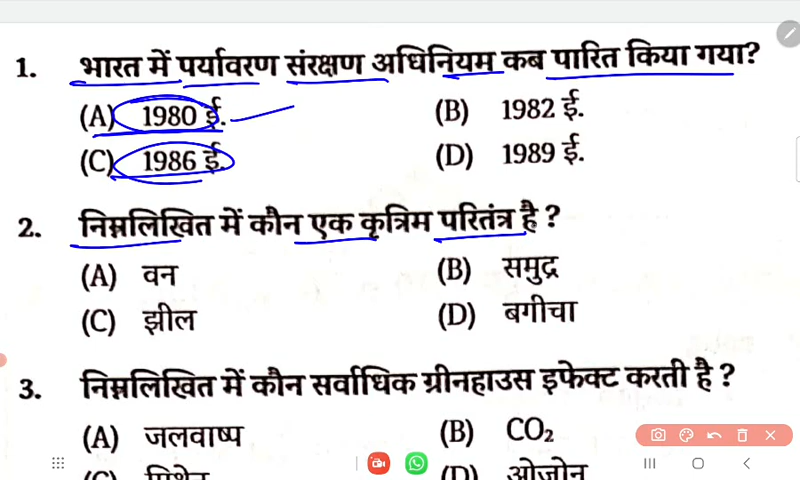 1. भारत में पर्यावरण संरक्षण अधिनियम कब पारित किया गया?
(A) 1980 ई. (B) 1982 ई.
(C) 1986 ई. (D) 1989 ई.
2. निम्नलिखित में कौन एक कृत्रिम परितंत्र है ?
(A) वन (B) समुद्र
(C) झील (D) बगीचा
3. निम्नलिखित में कौन सर्वाधिक ग्रीनहाउस इफेक्ट करती है ?
(A) जलवाष्प (B) CO₂
(C) मिथेन (D) ओजोन